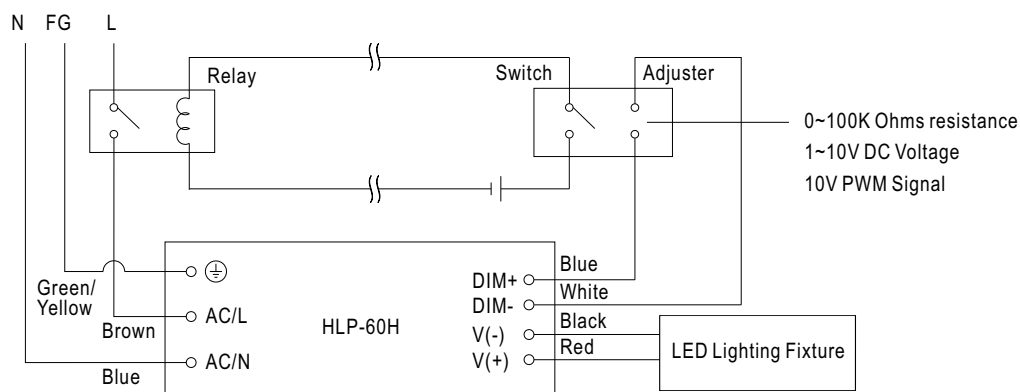 N FG L
Relay
Switch
Adjuster
0~100K Ohms resistance
1~10V DC Voltage
10V PWM Signal
Green/
Yellow
Brown
Blue
AC/L
AC/N
HLP-60H
DIM+
DIM-
V(-)
V(+)
Blue
White
Black
Red
LED Lighting Fixture